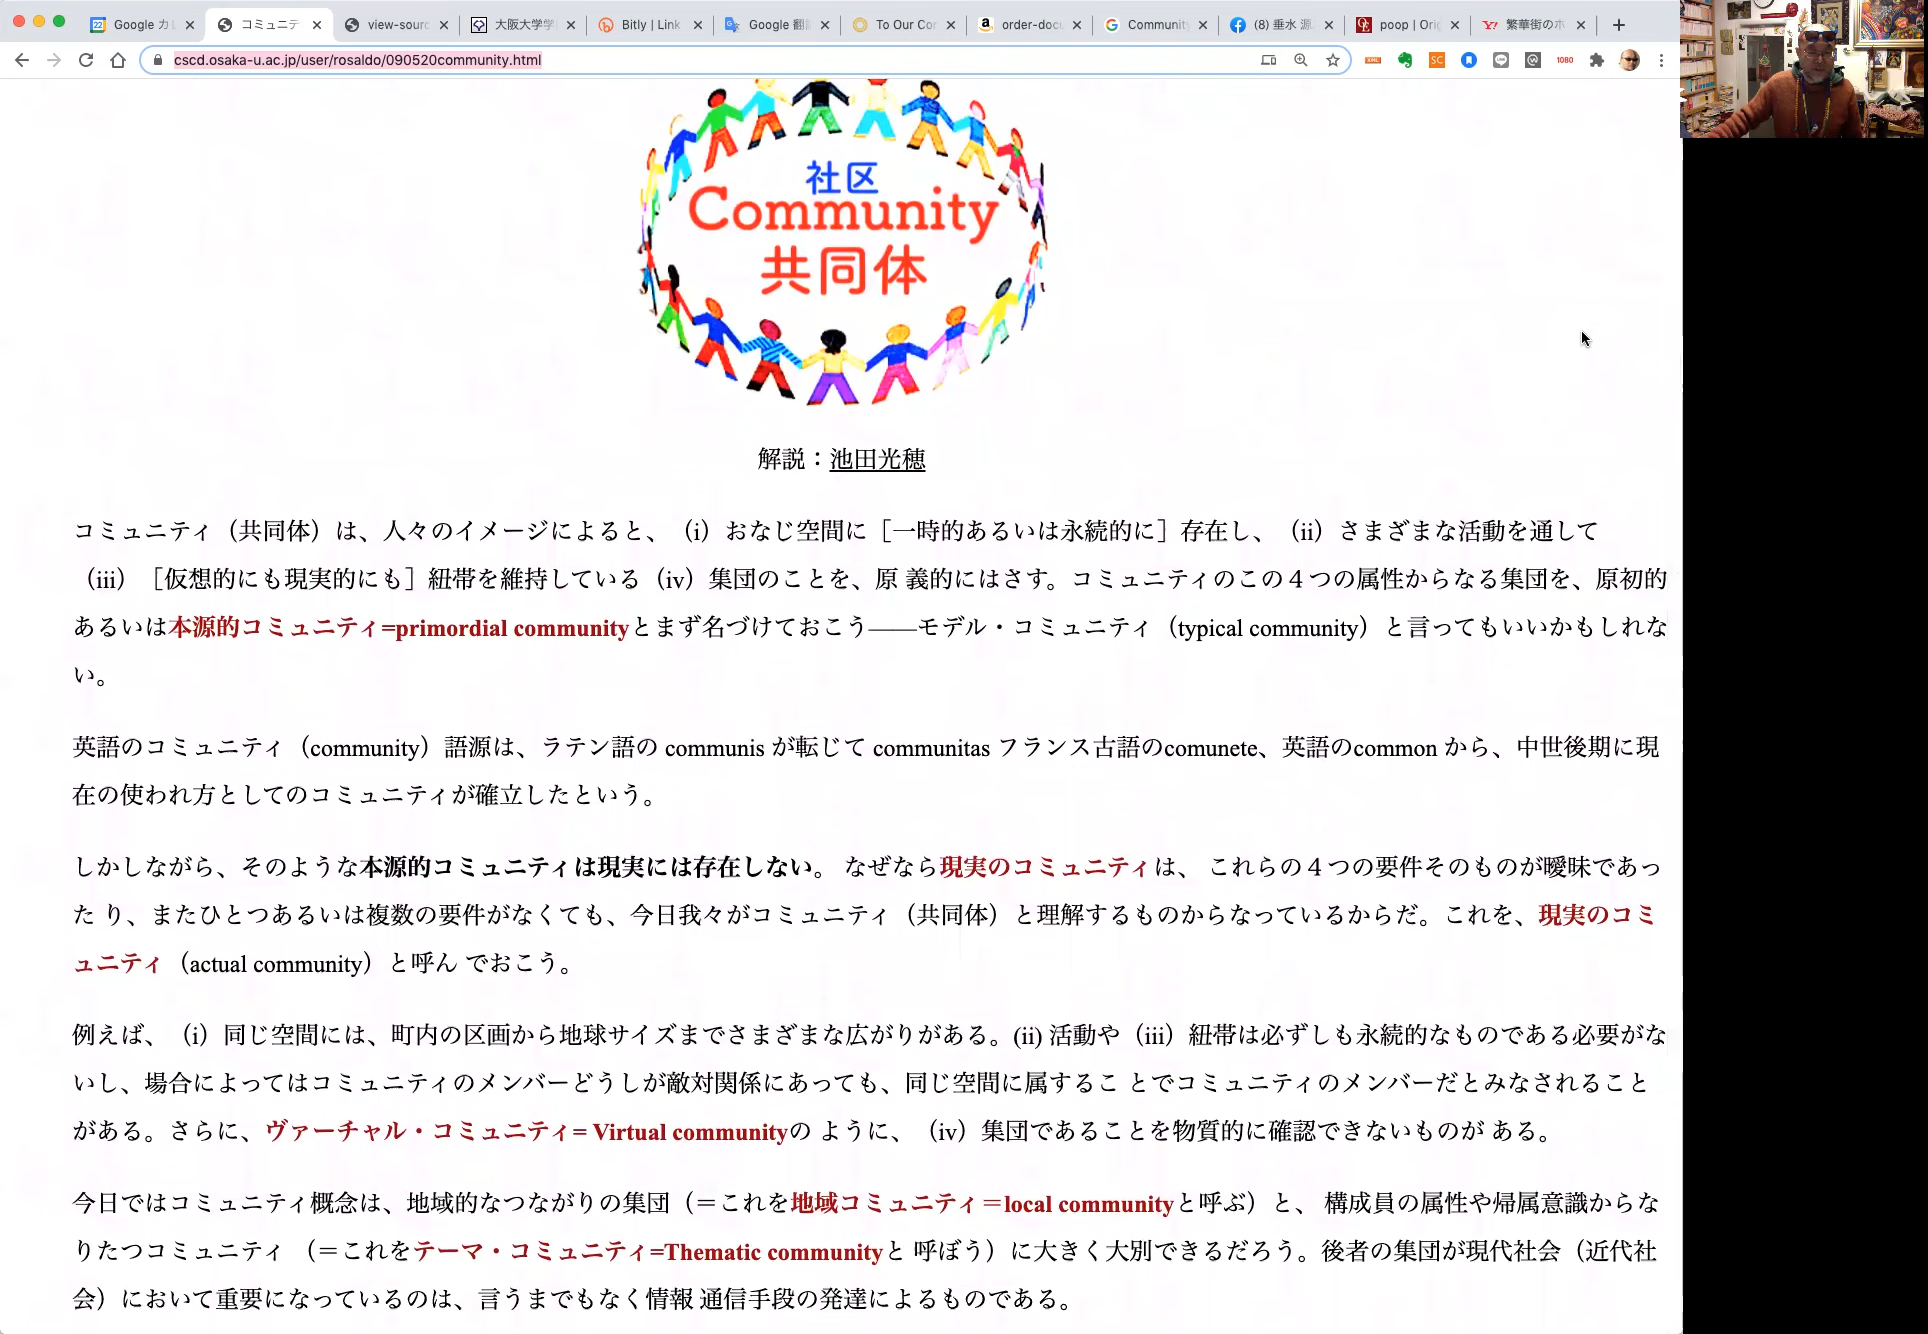 Google カレ
コミュニテ
view-sourc
大阪大学学
Bitly | Link
Google 翻訳
To Our Cor
order-docu
Community
(8) 垂水 源
poop | Orig
繁華街のホ
cscd.osaka-u.ac.jp/user/rosaldo/090520community.html
社区
Community
共同体
解説：池田光穂
コミュニティ（共同体）は、人々のイメージによると、（i）おなじ空間に［一時的あるいは永続的に］存在し、（ii）さまざまな活動を通して
（iii）［仮想的にも現実的にも］紐帯を維持している（iv）集団のことを、原 義的にはさす。コミュニティのこの４つの属性からなる集団を、原初的
あるいは本源的コミュニティ=primordial communityとまず名づけておこう——モデル・コミュニティ（typical community）と言ってもいいかもしれな
い。
英語のコミュニティ（community）語源は、ラテン語の communis が転じて communitas フランス古語のcomunete、英語のcommon から、中世後期に現
在の使われ方としてのコミュニティが確立したという。
しかしながら、そのような本源的コミュニティは現実には存在しない。 なぜなら現実のコミュニティは、 これらの４つの要件そのものが曖昧であっ
た り、またひとつあるいは複数の要件がなくても、今日我々がコミュニティ（共同体）と理解するものからなっているからだ。これを、現実のコミ
ュニティ（actual community）と呼ん でおこう。
例えば、（i）同じ空間には、町内の区画から地球サイズまでさまざまな広がりがある。(ii) 活動や（iii）紐帯は必ずしも永続的なものである必要がな
いし、場合によってはコミュニティのメンバーどうしが敵対関係にあっても、同じ空間に属するこ とでコミュニティのメンバーだとみなされること
がある。さらに、ヴァーチャル・コミュニティ= Virtual communityの ように、（iv）集団であることを物質的に確認できないものが ある。
今日ではコミュニティ概念は、地域的なつながりの集団（＝これを地域コミュニティ＝local communityと呼ぶ）と、 構成員の属性や帰属意識からな
りたつコミュニティ （＝これをテーマ・コミュニティ=Thematic communityと 呼ぼう）に大きく大別できるだろう。後者の集団が現代社会（近代社
会）において重要になっているのは、言うまでもなく情報 通信手段の発達によるものである。